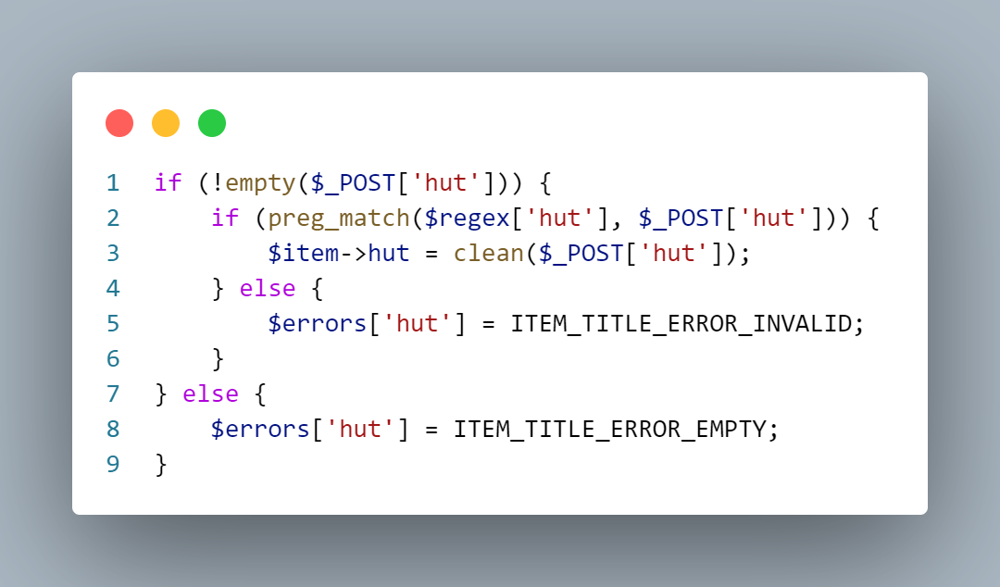 1 if (!empty($_POST['hut'])) {
2     if (preg_match($regex['hut'], $_POST['hut'])) {
3         $item->hut = clean($_POST['hut']);
4     } else {
5         $errors['hut'] = ITEM_TITLE_ERROR_INVALID;
6     }
7 } else {
8     $errors['hut'] = ITEM_TITLE_ERROR_EMPTY;
9 }